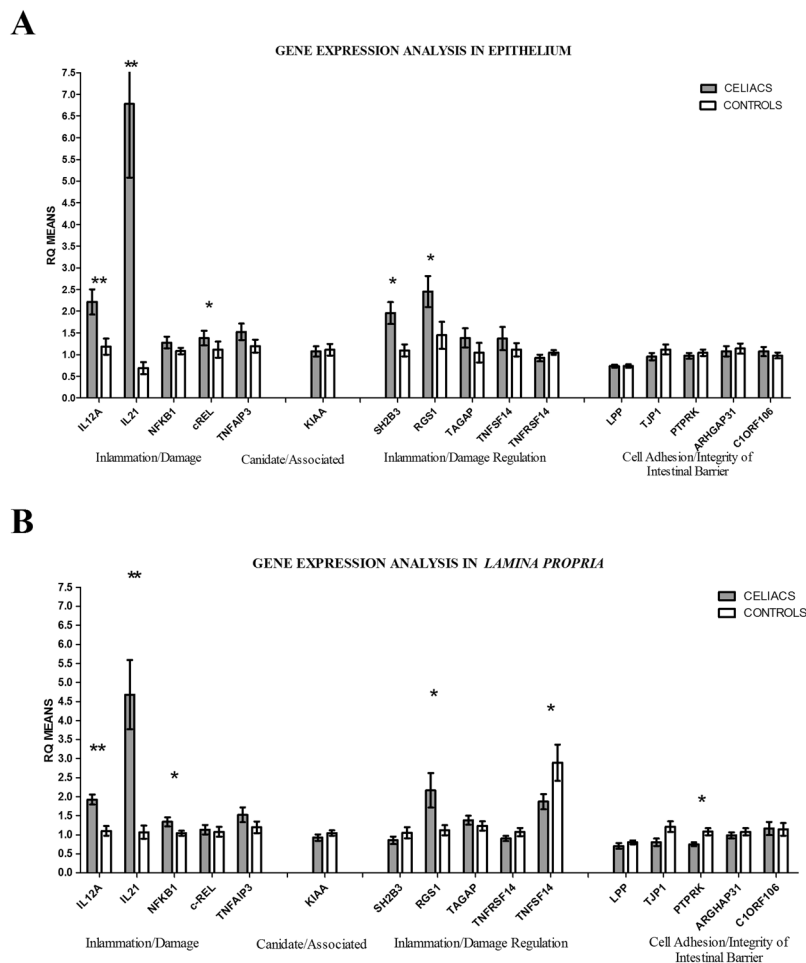 A
GENE EXPRESSION ANALYSIS IN EPITHELIUM
**
7.5
7.0
6.5
6.0
5.5
5.0
4.5
4.0
3.5
3.0
2.5
2.0
1.5
1.0
0.5
0.0
RQ MEANS
CELIACS
CONTROLS
**
*
*
*
IL12A
IL21
NFKB1
cREL
TNFAIP3
KIAA
SH2B3
RGS1
TAGAP
TNFSF14
TNFRSF14
LPP
TJP1
PTPRK
ARHGAP31
C1ORF106
Inlammation/Damage
Canidate/Associated
Inlammation/Damage Regulation
Cell Adhesion/Integrity of
Intestinal Barrier
B
GENE EXPRESSION ANALYSIS IN LAMINA PROPRIA
**
7.5
7.0
6.5
6.0
5.5
5.0
4.5
4.0
3.5
3.0
2.5
2.0
1.5
1.0
0.5
0.0
RQ MEANS
CELIACS
CONTROLS
**
*
*
*
*
IL12A
IL21
NFKB1
c-REL
TNFAIP3
KIAA
SH2B3
RGS1
TAGAP
TNFRSF14
TNFSF14
LPP
TJP1
PTPRK
ARGHAP31
C1ORF106
Inlammation/Damage
Canidate/Associated
Inlammation/Damage Regulation
Cell Adhesion/Integrity of
Intestinal Barrier